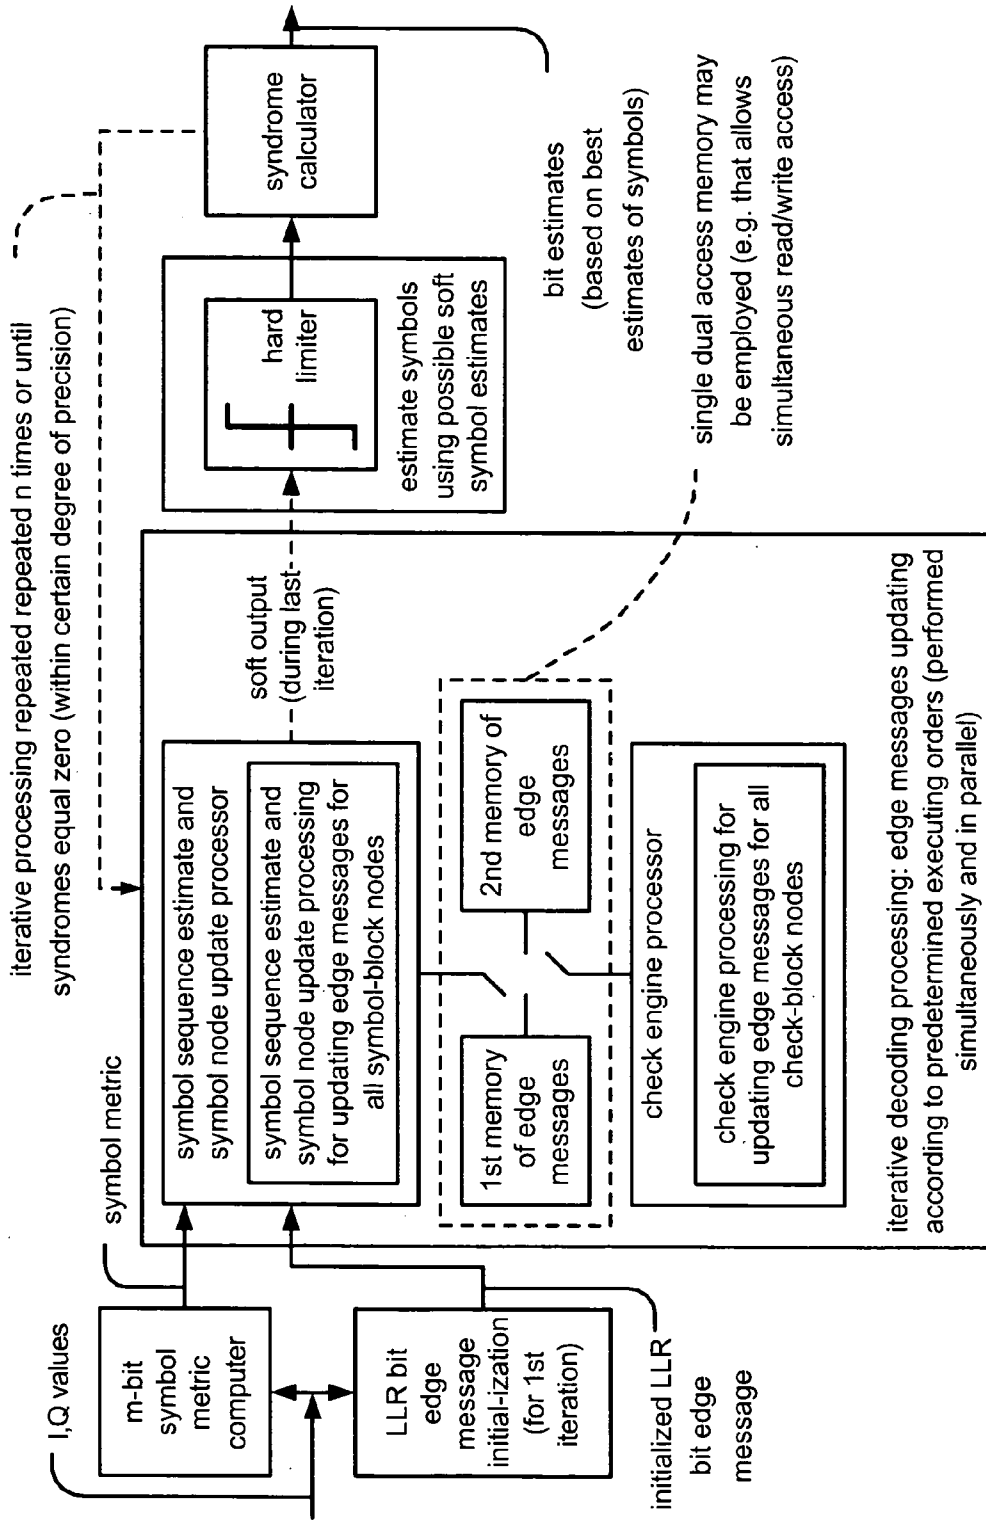 iterative processing repeated repeated n times or until
syndromes equal zero (within certain degree of precision)
I,Q values
m-bit
symbol
metric
computer
symbol metric
LLR bit
edge
message
initial-ization
(for 1st
iteration)
initialized LLR
bit edge
message
symbol sequence estimate and
symbol node update processor
symbol sequence estimate and
symbol node update processing
for updating edge messages for
all symbol-block nodes
1st memory
of edge
messages
2nd memory of
edge
messages
check engine processor
check engine processing for
updating edge messages for all
check-block nodes
iterative decoding processing: edge messages updating
according to predetermined executing orders (performed
simultaneously and in parallel)
soft output
(during last-
iteration)
hard
limiter
estimate symbols
using possible soft
symbol estimates
syndrome
calculator
bit estimates
(based on best
estimates of symbols)
single dual access memory may
be employed (e.g. that allows
simultaneous read/write access)